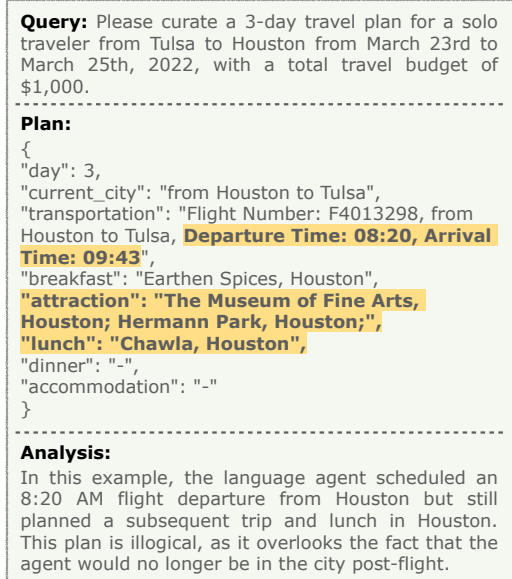 Query: Please curate a 3-day travel plan for a solo
traveler from Tulsa to Houston from March 23rd to
March 25th, 2022, with a total travel budget of
$1,000.
Plan:
{
"day": 3,
"current_city": "from Houston to Tulsa",
"transportation": "Flight Number: F4013298, from
Houston to Tulsa, Departure Time: 08:20, Arrival
Time: 09:43",
"breakfast": "Earthen Spices, Houston",
"attraction": "The Museum of Fine Arts,
Houston; Hermann Park, Houston;",
"lunch": "Chawla, Houston",
"dinner": "-",
"accommodation": "-"
}
Analysis:
In this example, the language agent scheduled an
8:20 AM flight departure from Houston but still
planned a subsequent trip and lunch in Houston.
This plan is illogical, as it overlooks the fact that the
agent would no longer be in the city post-flight.